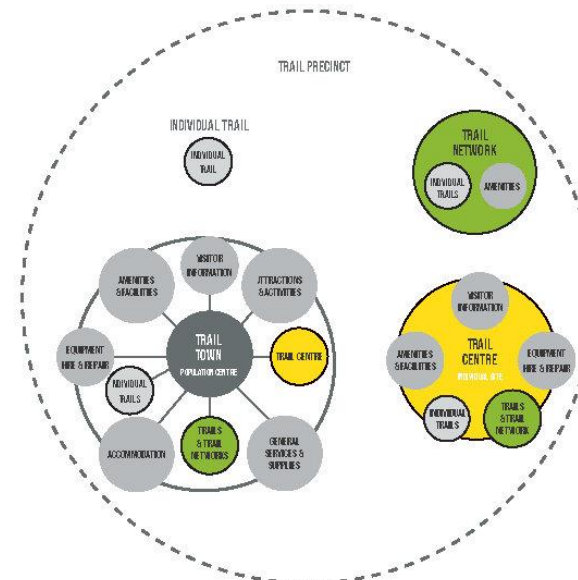 TRAIL PRECINCT
INDIVIDUAL TRAIL
INDIVIDUAL
TRAIL
TRAIL
NETWORK
INDIVIDUAL
TRAILS
AMENITIES
VISITOR
INFORMATION
AMENITIES
&FACILITIES
ATTRACTIONS
& ACTIVITIES
TRAIL
TOWN
POPULATION CENTRE
TRAIL CENTRE
EQUIPMENT
HIRE & REPAIR
INDIVIDUAL
TRAILS
ACCOMMODATION
TRAILS
& TRAIL
NETWORKS
GENERAL
SERVICES &
SUPPLIES
VISITOR
INFORMATION
AMENITIES
&FACILITIES
TRAIL
CENTRE
INDIVIDUAL SITE
EQUIPMENT
HIRE & REPAIR
INDIVIDUAL
TRAILS
TRAILS
& TRAIL
NETWORK